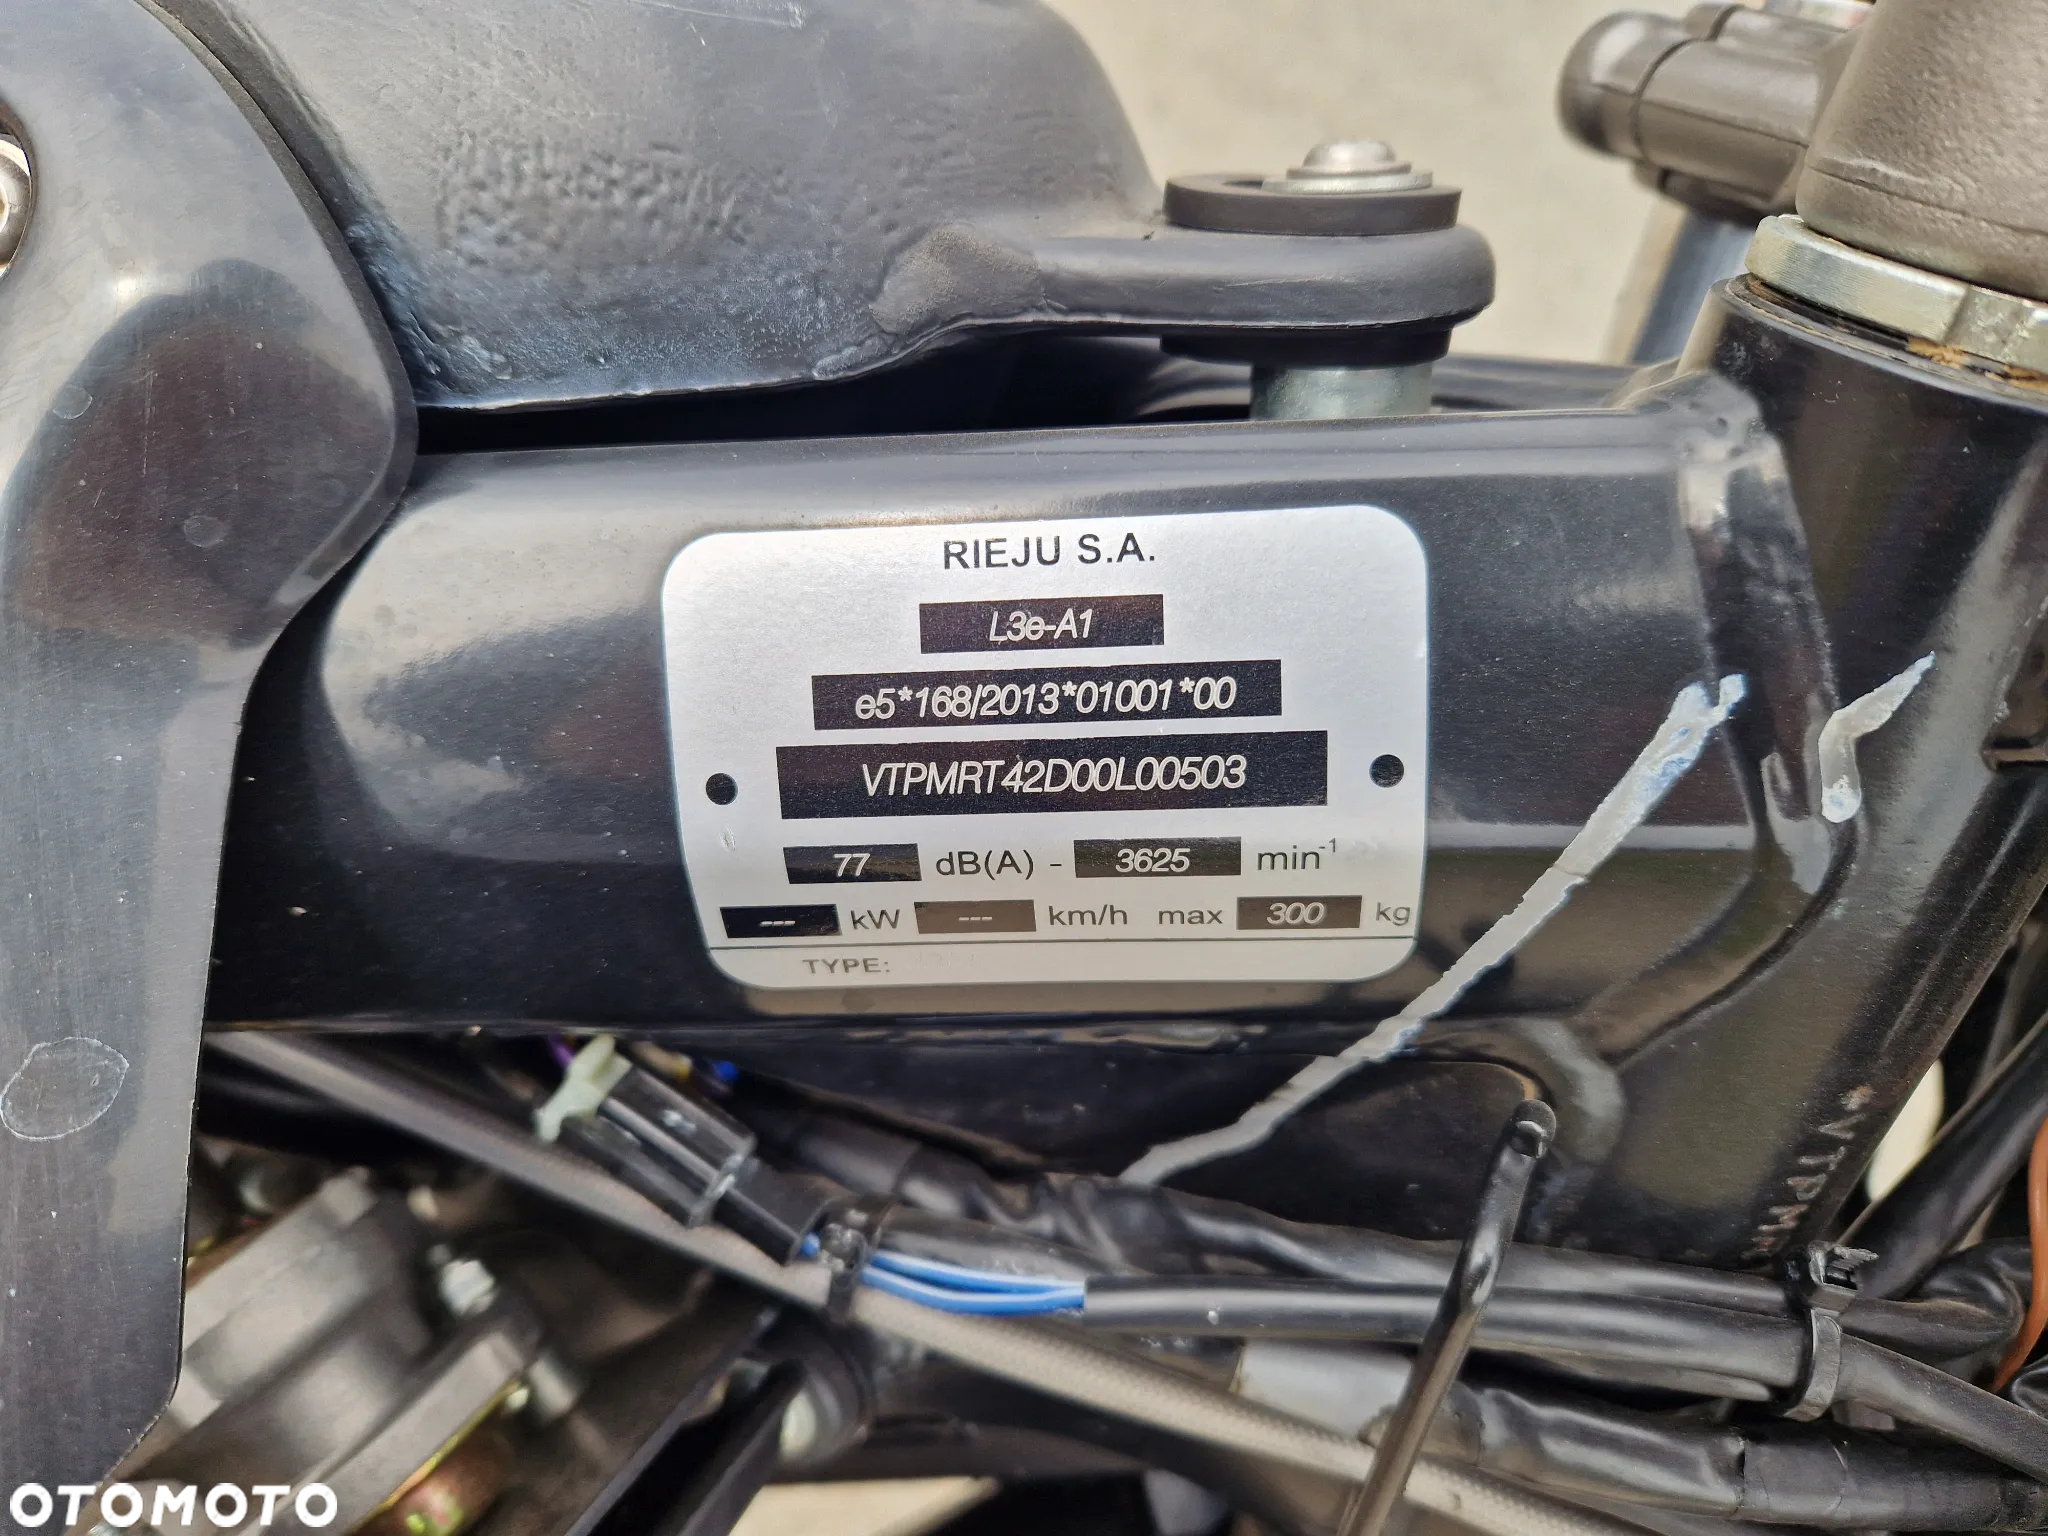 RIEJU S.A.
L3e-A1
e5*168/2013*01001*00
VTPMRT42D00L00503
77 dB(A) - 3625 min-1
--- kW --- km/h max 300 kg
TYPE:
* VTPM
OTOMOTO